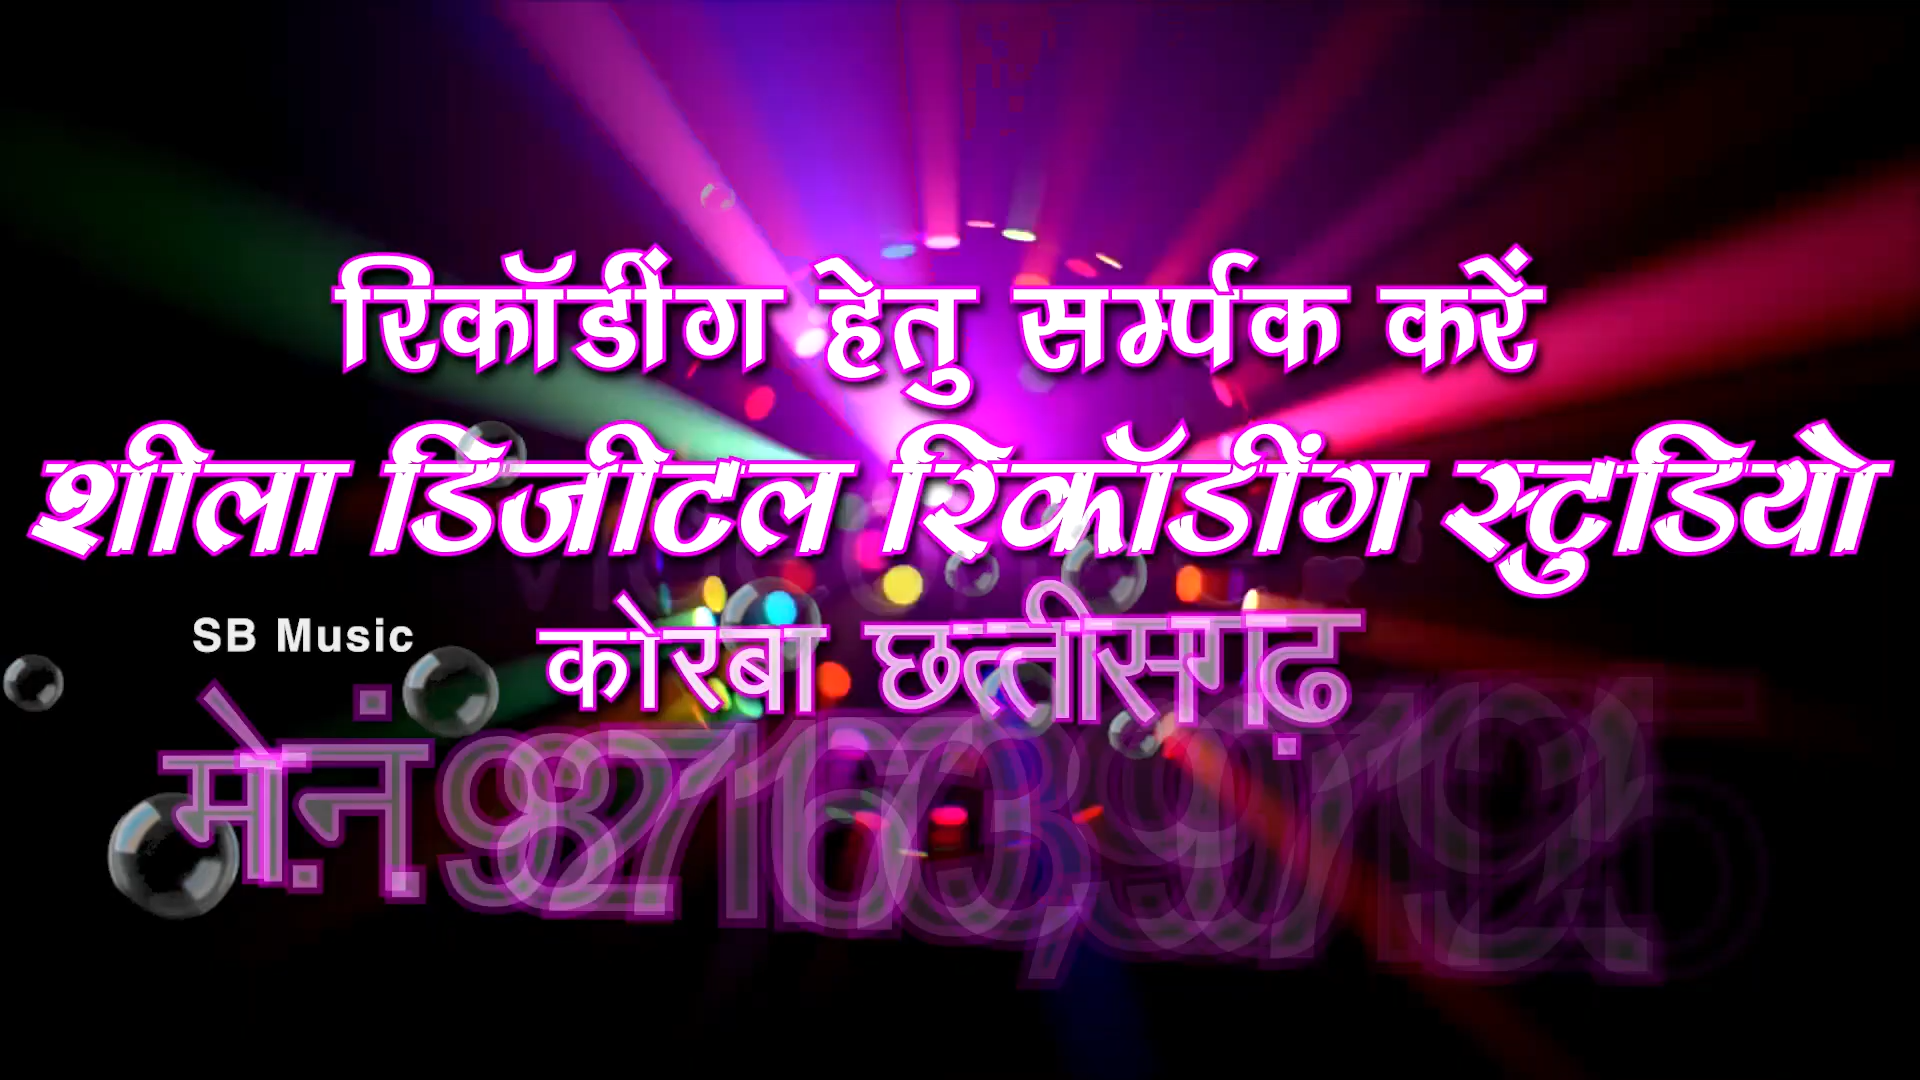 रिकॉर्डींग हेतु सर्म्पक करें
शीला डिजीटल रिकॉर्डींग स्टुडियो
SB Music
कोरबा छत्तीसगढ़
मो.नं.